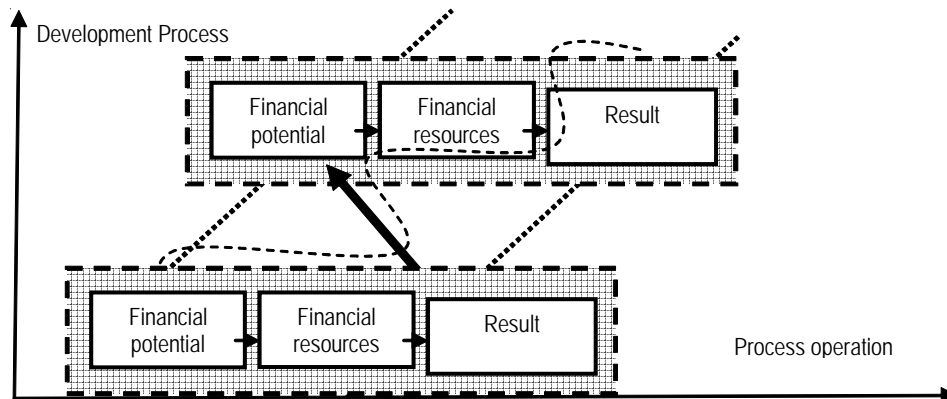 Development Process
Financial
potential
Financial
resources
Result
Financial
potential
Financial
resources
Result
Process operation